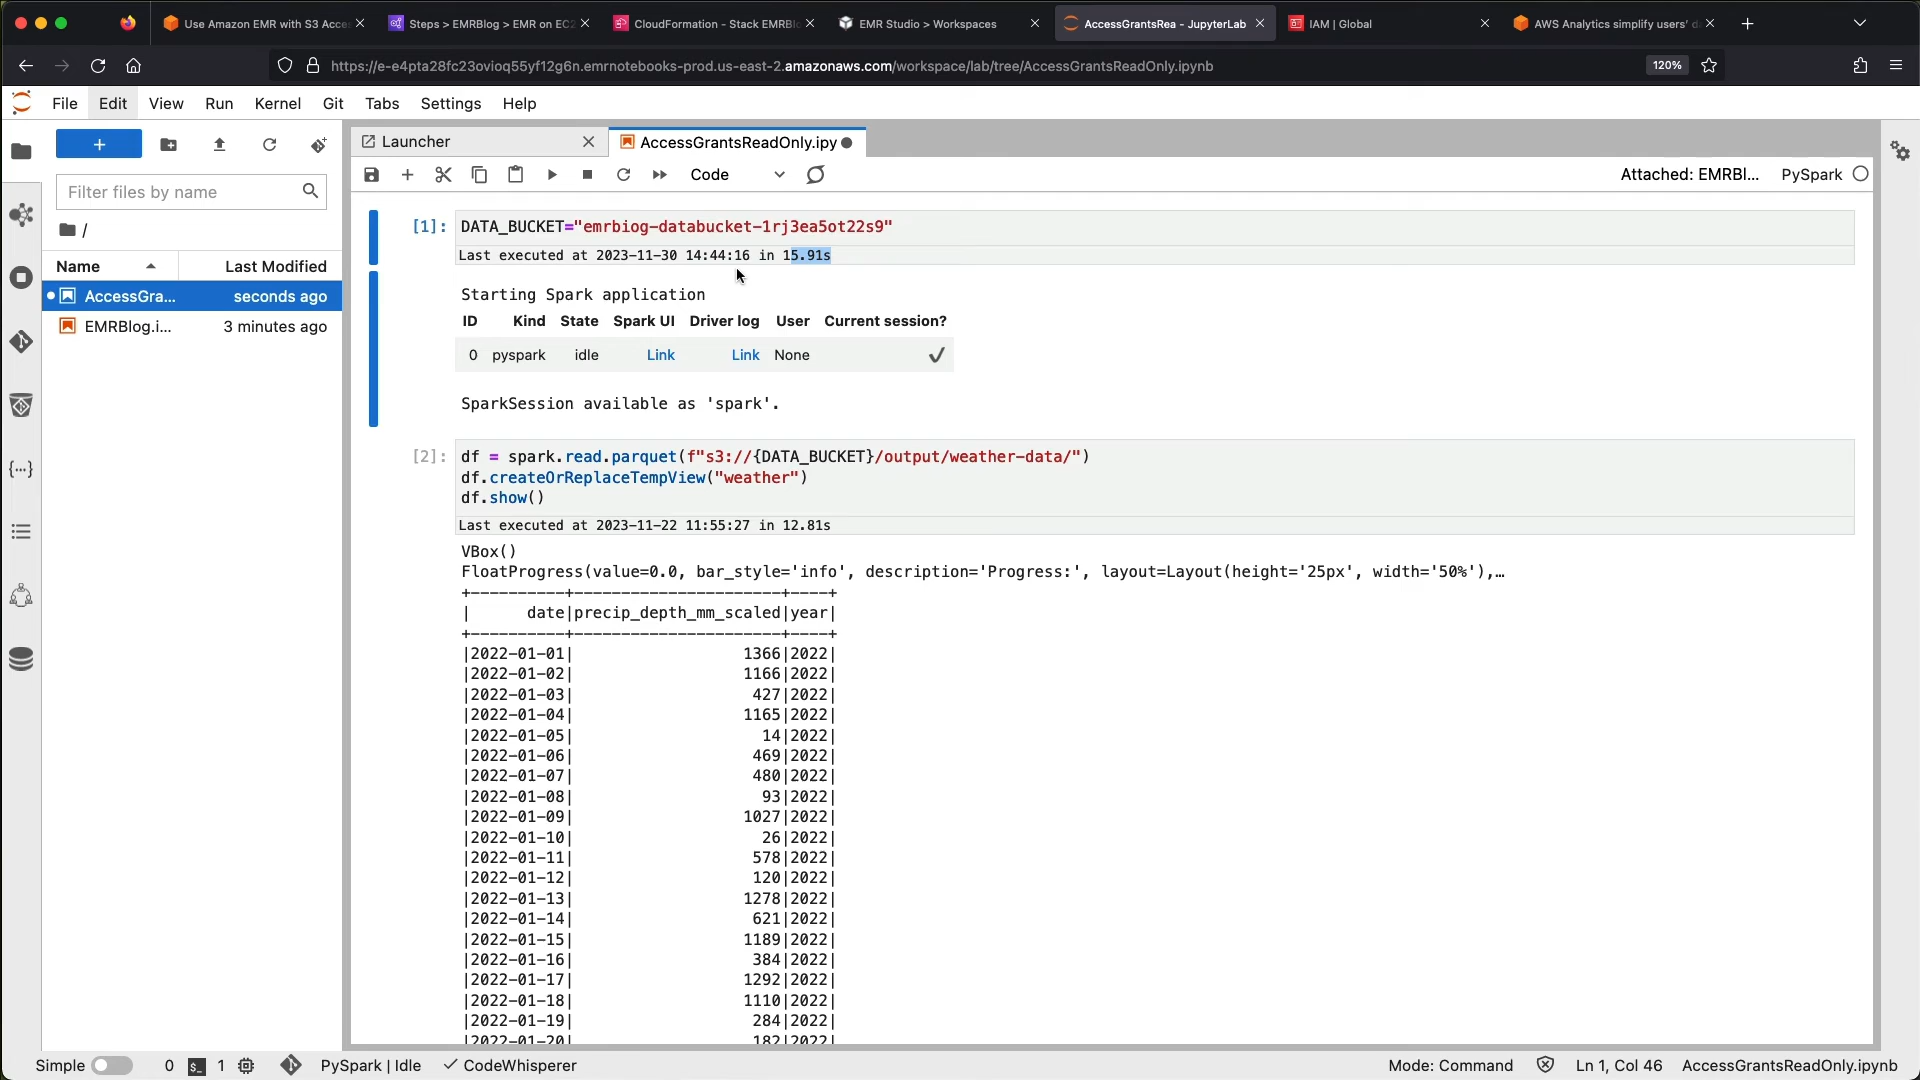 Use Amazon EMR with S3 Acce
Steps > EMRBlog > EMR on EC2
CloudFormation - Stack EMRBl
EMR Studio > Workspaces
AccessGrantsRea - JupyterLab
IAM | Global
AWS Analytics simplify users' d
https://e-e4pta28fc23ovioq55yf12g6n.emrnotebooks-prod.us-east-2.amazonaws.com/workspace/lab/tree/AccessGrantsReadOnly.ipynb
120%
File Edit View Run Kernel Git Tabs Settings Help
Launcher
AccessGrantsReadOnly.ipy
Filter files by name
/
Name Last Modified
AccessGra... seconds ago
EMRBlog.i... 3 minutes ago
Code
Attached: EMRBl... PySpark
[1]: DATA_BUCKET="emrbiog-databucket-1rj3ea5ot22s9"
Last executed at 2023-11-30 14:44:16 in 15.91s
Starting Spark application
ID Kind State Spark UI Driver log User Current session?
0 pyspark idle Link Link None ✓
SparkSession available as 'spark'.
[2]: df = spark.read.parquet(f"s3://{DATA_BUCKET}/output/weather-data/")
df.createOrReplaceTempView("weather")
df.show()
Last executed at 2023-11-22 11:55:27 in 12.81s
VBox()
FloatProgress(value=0.0, bar_style='info', description='Progress:', layout=Layout(height='25px', width='50%'),…
+----------+----------------------+----+
|      date|precip_depth_mm_scaled|year|
+----------+----------------------+----+
|2022-01-01|                  1366|2022|
|2022-01-02|                  1166|2022|
|2022-01-03|                   427|2022|
|2022-01-04|                  1165|2022|
|2022-01-05|                    14|2022|
|2022-01-06|                   469|2022|
|2022-01-07|                   480|2022|
|2022-01-08|                    93|2022|
|2022-01-09|                  1027|2022|
|2022-01-10|                    26|2022|
|2022-01-11|                   578|2022|
|2022-01-12|                   120|2022|
|2022-01-13|                  1278|2022|
|2022-01-14|                   621|2022|
|2022-01-15|                  1189|2022|
|2022-01-16|                   384|2022|
|2022-01-17|                  1292|2022|
|2022-01-18|                  1110|2022|
|2022-01-19|                   284|2022|
|2022-01-20|                   182|2022|
Simple 0 1 PySpark | Idle CodeWhisperer
Mode: Command Ln 1, Col 46 AccessGrantsReadOnly.ipynb